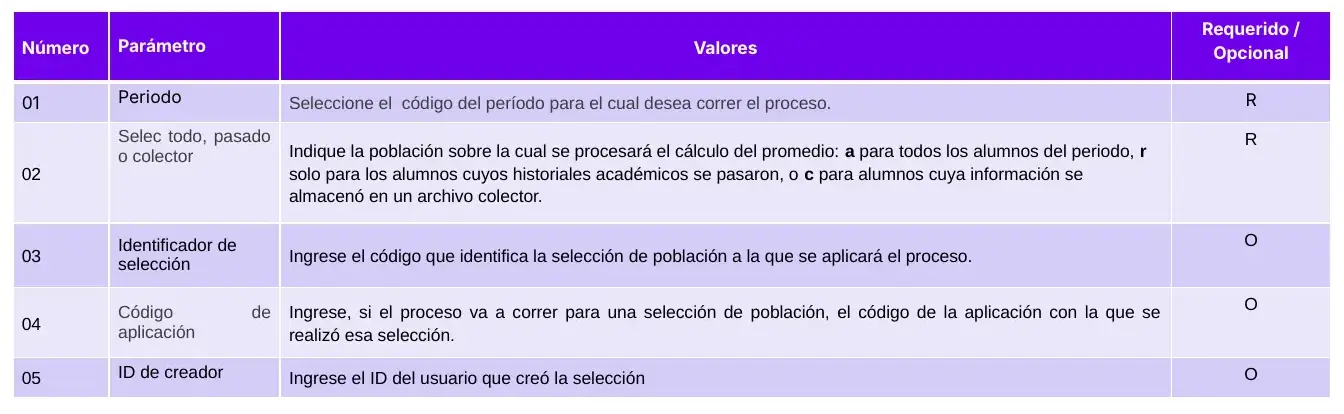 Número Parámetro Valores Requerido /
Opcional
01 Periodo Seleccione el código del período para el cual desea correr el proceso. R
02 Selec todo, pasado
o colector
Indique la población sobre la cual se procesará el cálculo del promedio: a para todos los alumnos del periodo, r
solo para los alumnos cuyos historiales académicos se pasaron, o c para alumnos cuya información se
almacenó en un archivo colector.
R
03 Identificador de
selección
Ingrese el código que identifica la selección de población a la que se aplicará el proceso.
O
04 Código de
aplicación
Ingrese, si el proceso va a correr para una selección de población, el código de la aplicación con la que se
realizó esa selección.
O
05 ID de creador Ingrese el ID del usuario que creó la selección O